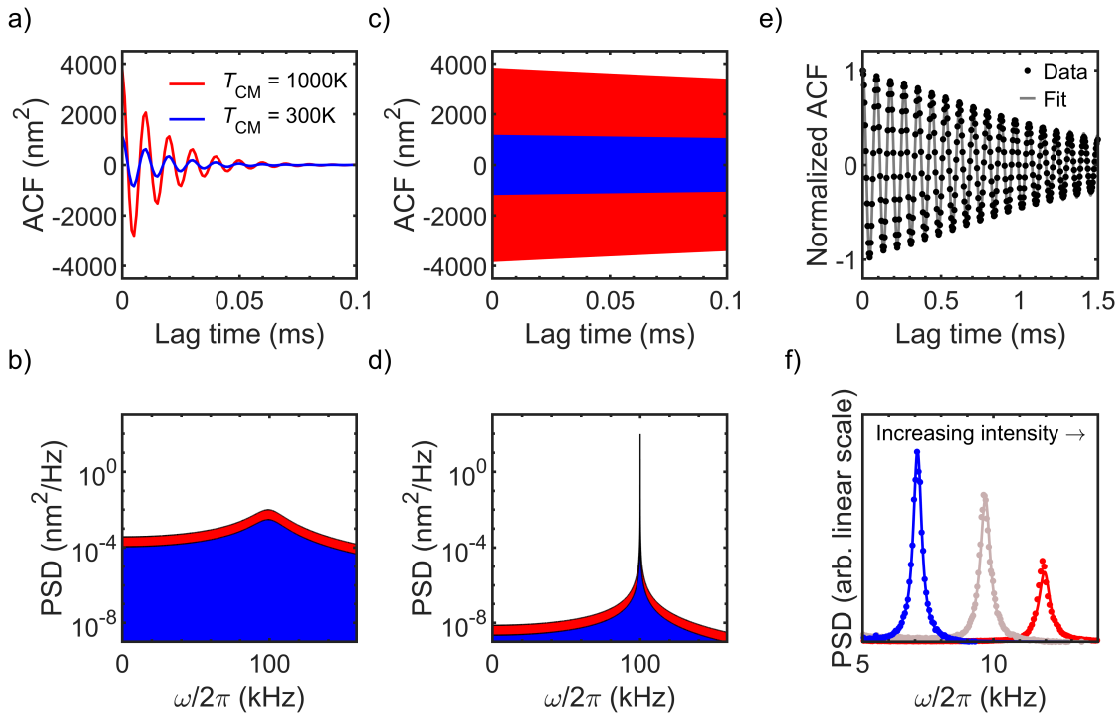 a)
ACF (nm²)
4000
2000
0
-2000
-4000
T_CM = 1000K
T_CM = 300K
0
0.05
0.1
Lag time (ms)
c)
ACF (nm²)
4000
2000
0
-2000
-4000
0
0.05
0.1
Lag time (ms)
e)
Normalized ACF
1
0
-1
Data
Fit
0
0.5
1
1.5
Lag time (ms)
b)
PSD (nm²/Hz)
10⁰
10⁻⁴
10⁻⁸
0
100
ω/2π (kHz)
d)
PSD (nm²/Hz)
10⁰
10⁻⁴
10⁻⁸
0
100
ω/2π (kHz)
f)
PSD (arb. linear scale)
Increasing intensity →
5
10
ω/2π (kHz)